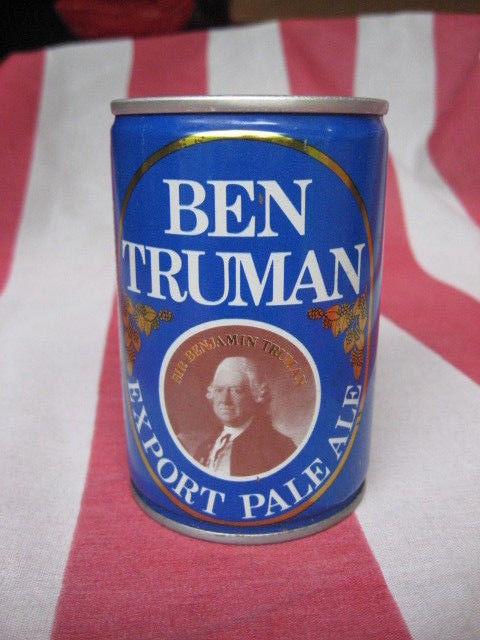 BEN
TRUMAN
SIR BENJAMIN TRUMAN
EXPORT PALE ALE